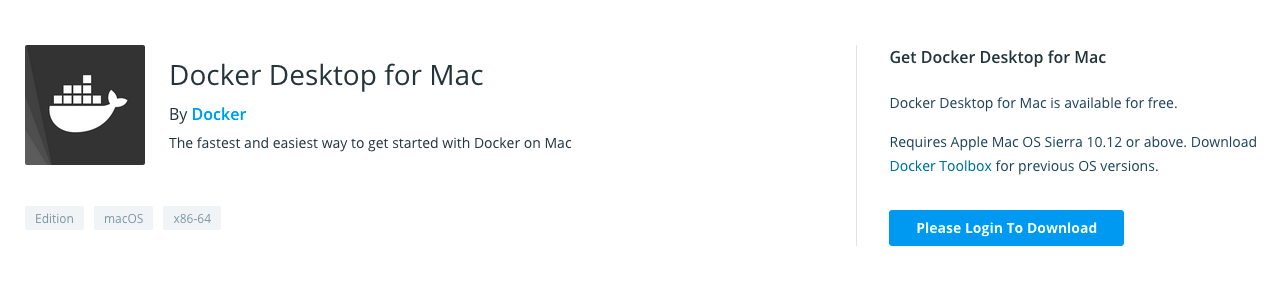 Docker Desktop for Mac
By Docker
The fastest and easiest way to get started with Docker on Mac
Edition
macOS
x86-64
Get Docker Desktop for Mac
Docker Desktop for Mac is available for free.
Requires Apple Mac OS Sierra 10.12 or above. Download
Docker Toolbox for previous OS versions.
Please Login To Download